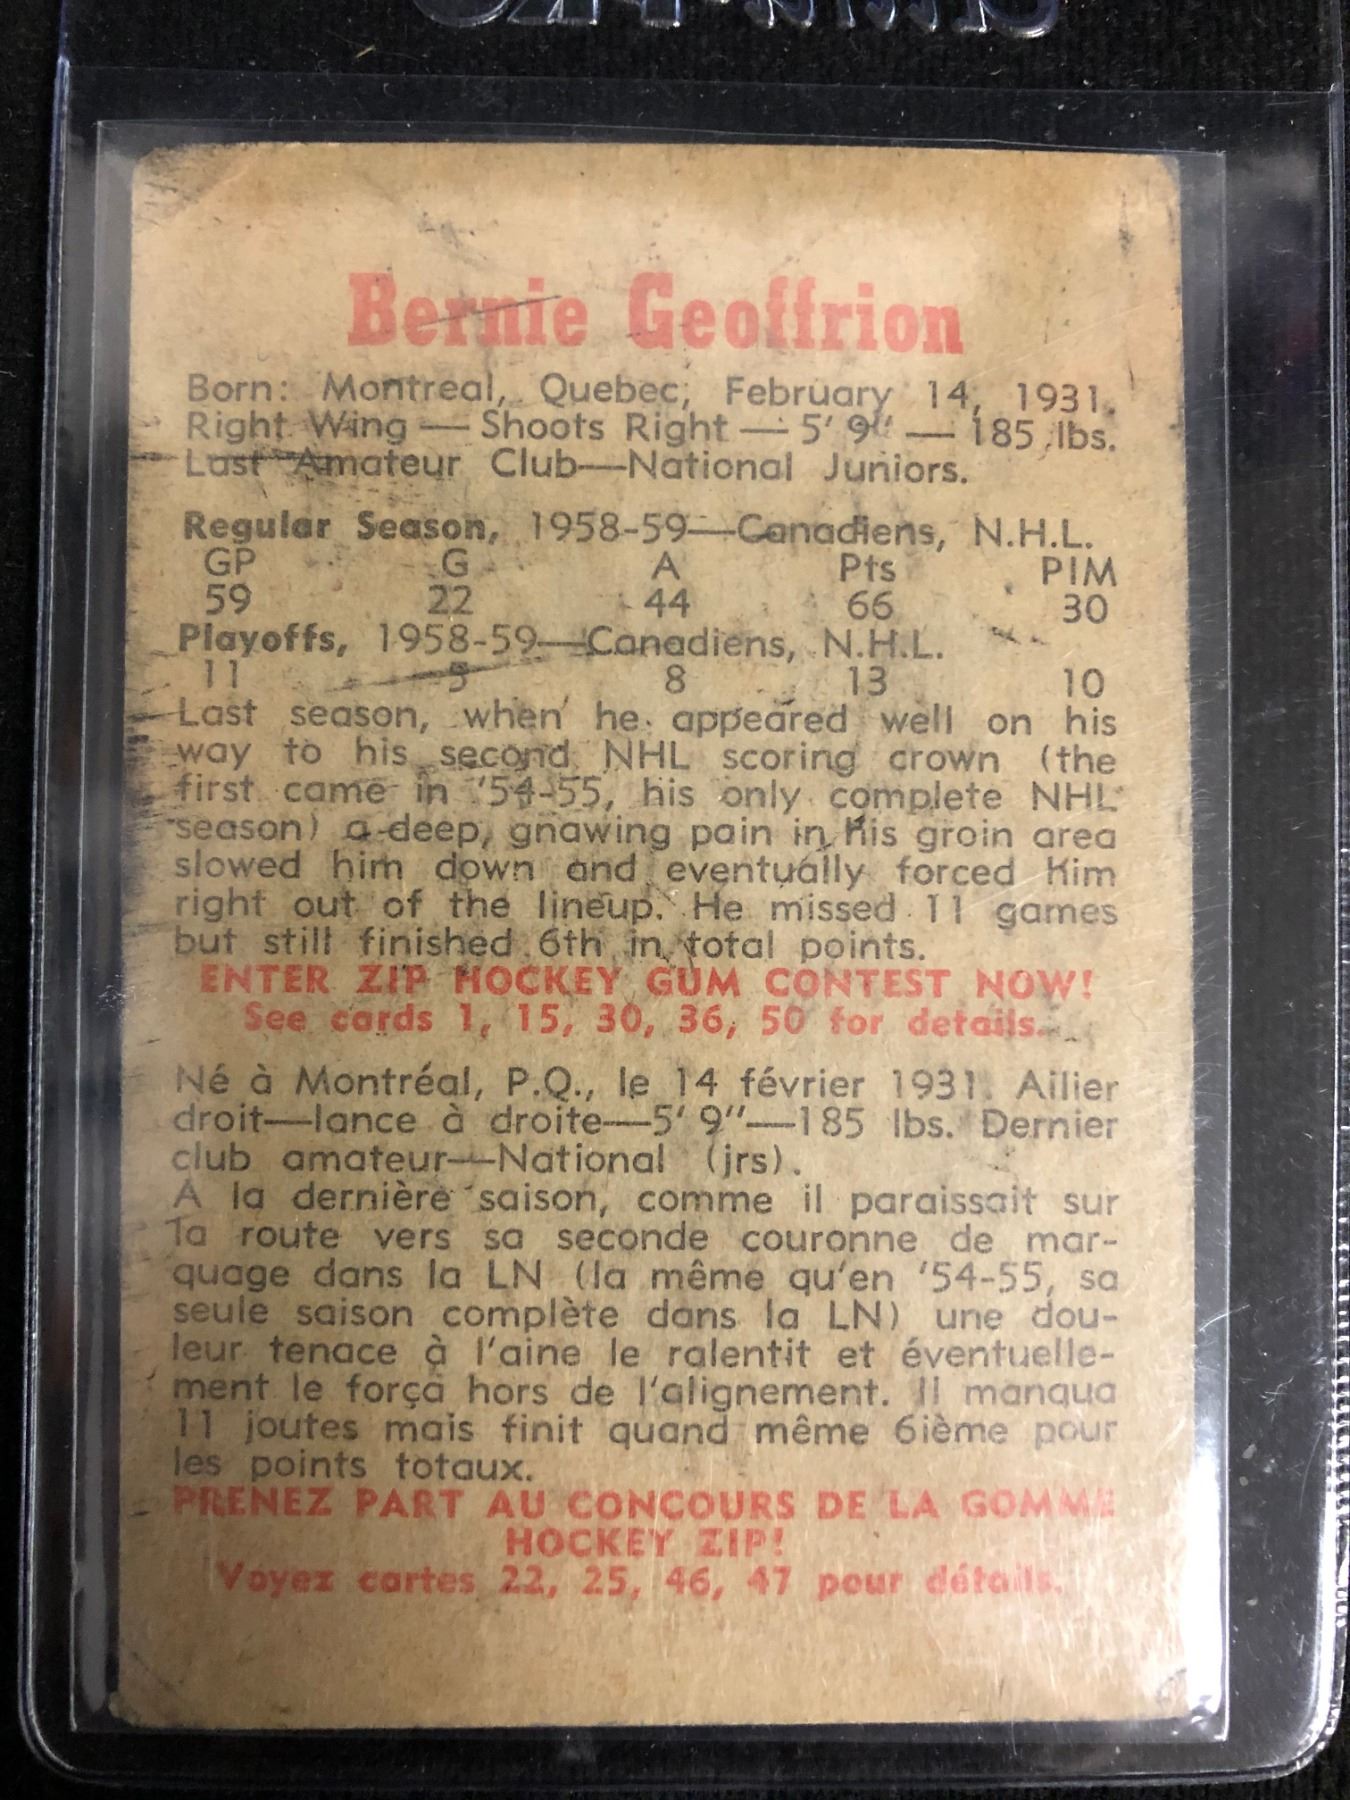 Bernie Geoffrion
Born: Montreal, Quebec, February 14, 1931.
Right Wing — Shoots Right — 5' 9" — 185 lbs.
Last Amateur Club—National Juniors.
Regular Season, 1958-59—Canadiens, N.H.L.
GP G A Pts PIM
59 22 44 66 30
Playoffs, 1958-59—Canadiens, N.H.L.
11 5 8 13 10
Last season, when he appeared well on his
way to his second NHL scoring crown (the
first came in '54-55, his only complete NHL
season) a deep, gnawing pain in his groin area
slowed him down and eventually forced him
right out of the lineup. He missed 11 games
but still finished 6th in total points.
ENTER ZIP HOCKEY GUM CONTEST NOW!
See cards 1, 15, 30, 36, 50 for details.
Né à Montréal, P.Q., le 14 février 1931. Ailier
droit—lance à droite—5' 9"—185 lbs. Dernier
club amateur—National (jrs).
A la dernière saison, comme il paraissait sur
la route vers sa seconde couronne de mar-
quage dans la LN (la même qu'en '54-55, sa
seule saison complète dans la LN) une dou-
leur tenace à l'aine le ralentit et éventuelle-
ment le força hors de l'alignement. Il manqua
11 joutes mais finit quand même 6ième pour
les points totaux.
PRENEZ PART AU CONCOURS DE LA GOMME
HOCKEY ZIP!
Voyez cartes 22, 25, 46, 47 pour détails.